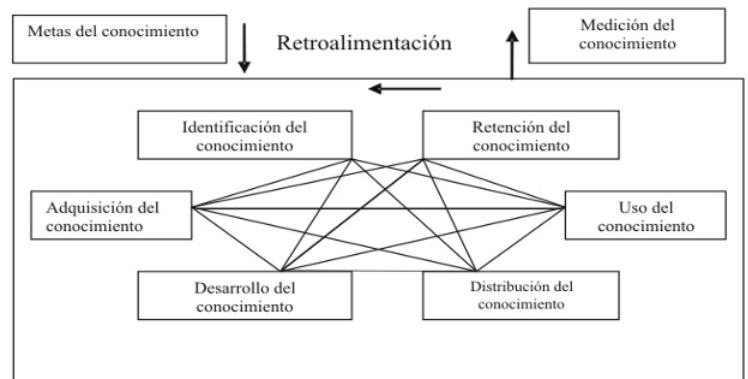 Metas del conocimiento
Retroalimentación
Medición del
conocimiento
Identificación del
conocimiento
Retención del
conocimiento
Adquisición del
conocimiento
Uso del
conocimiento
Desarrollo del
conocimiento
Distribución del
conocimiento